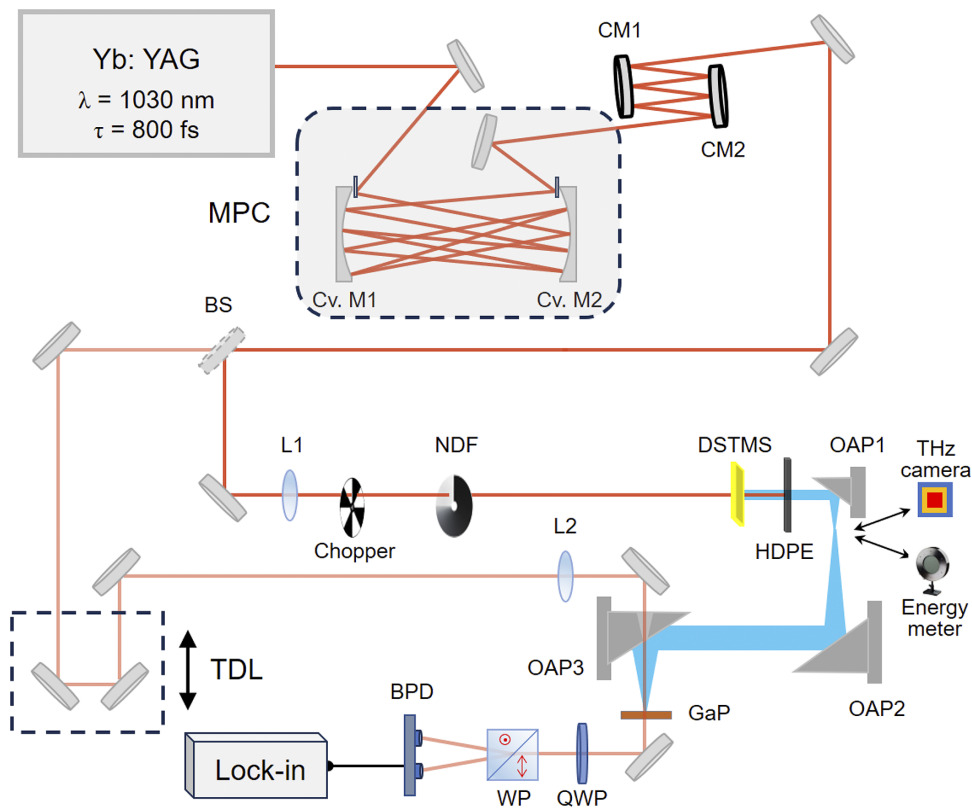 Yb: YAG
λ = 1030 nm
τ = 800 fs
CM1
CM2
MPC
Cv. M1
Cv. M2
BS
L1
NDF
DSTMS
OAP1
THz
camera
Chopper
HDPE
L2
Energy
meter
TDL
OAP3
OAP2
BPD
GaP
Lock-in
WP
QWP